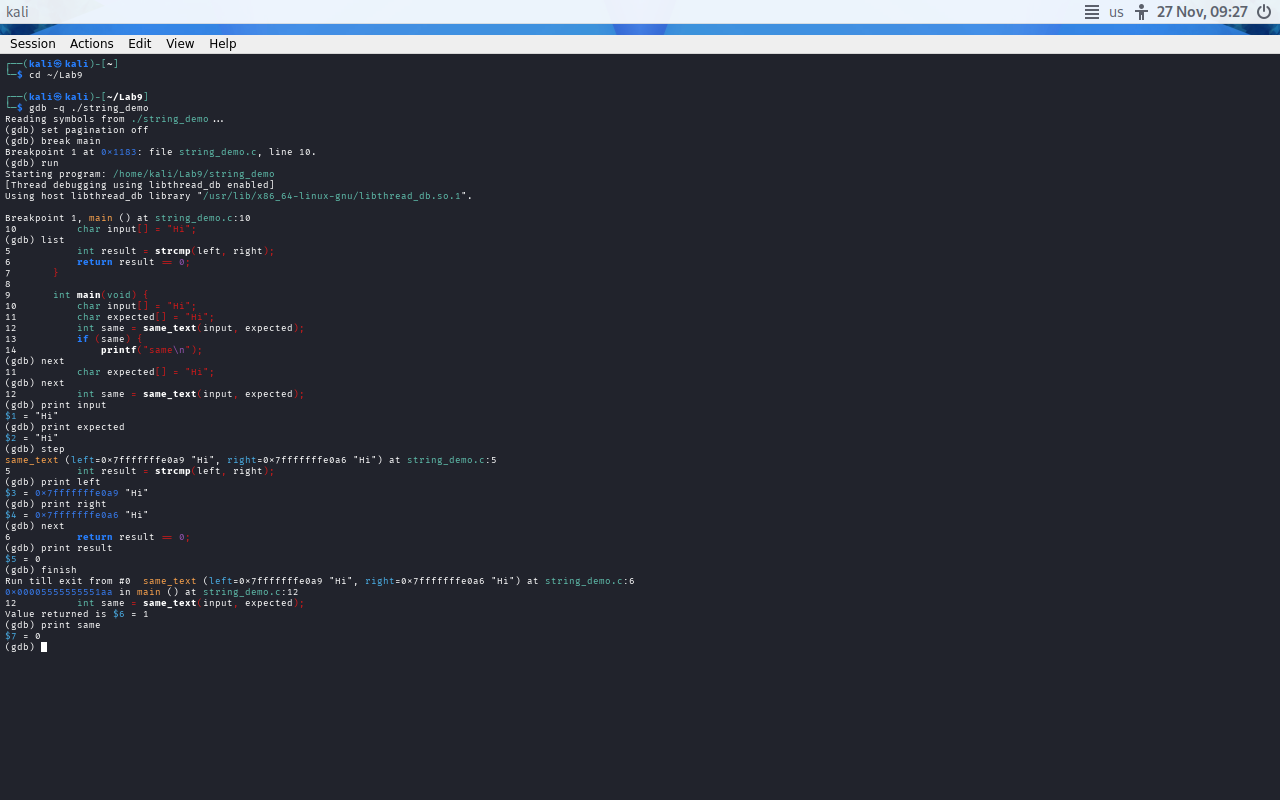 kali
us
27 Nov, 09:27
Session Actions Edit View Help
┌──(kali㉿kali)-[~]
└─$ cd ~/Lab9
┌──(kali㉿kali)-[~/Lab9]
└─$ gdb -q ./string_demo
Reading symbols from ./string_demo...
(gdb) set pagination off
(gdb) break main
Breakpoint 1 at 0x1183: file string_demo.c, line 10.
(gdb) run
Starting program: /home/kali/Lab9/string_demo
[Thread debugging using libthread_db enabled]
Using host libthread_db library "/usr/lib/x86_64-linux-gnu/libthread_db.so.1".
Breakpoint 1, main () at string_demo.c:10
10          char input[] = "Hi";
(gdb) list
5           int result = strcmp(left, right);
6           return result == 0;
7       }
8
9       int main(void) {
10          char input[] = "Hi";
11          char expected[] = "Hi";
12          int same = same_text(input, expected);
13          if (same) {
14              printf("same\n");
(gdb) next
11          char expected[] = "Hi";
(gdb) next
12          int same = same_text(input, expected);
(gdb) print input
$1 = "Hi"
(gdb) print expected
$2 = "Hi"
(gdb) step
same_text (left=0x7fffffffe0a9 "Hi", right=0x7fffffffe0a6 "Hi") at string_demo.c:5
5           int result = strcmp(left, right);
(gdb) print left
$3 = 0x7fffffffe0a9 "Hi"
(gdb) print right
$4 = 0x7fffffffe0a6 "Hi"
(gdb) next
6           return result == 0;
(gdb) print result
$5 = 0
(gdb) finish
Run till exit from #0  same_text (left=0x7fffffffe0a9 "Hi", right=0x7fffffffe0a6 "Hi") at string_demo.c:6
0x00005555555551aa in main () at string_demo.c:12
12          int same = same_text(input, expected);
Value returned is $6 = 1
(gdb) print same
$7 = 0
(gdb)